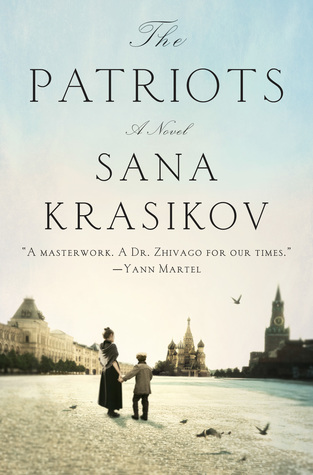 The
PATRIOTS
A Novel
SANA
KRASIKOV
"A MASTERWORK. A DR. ZHIVAGO FOR OUR TIMES."
—YANN MARTEL